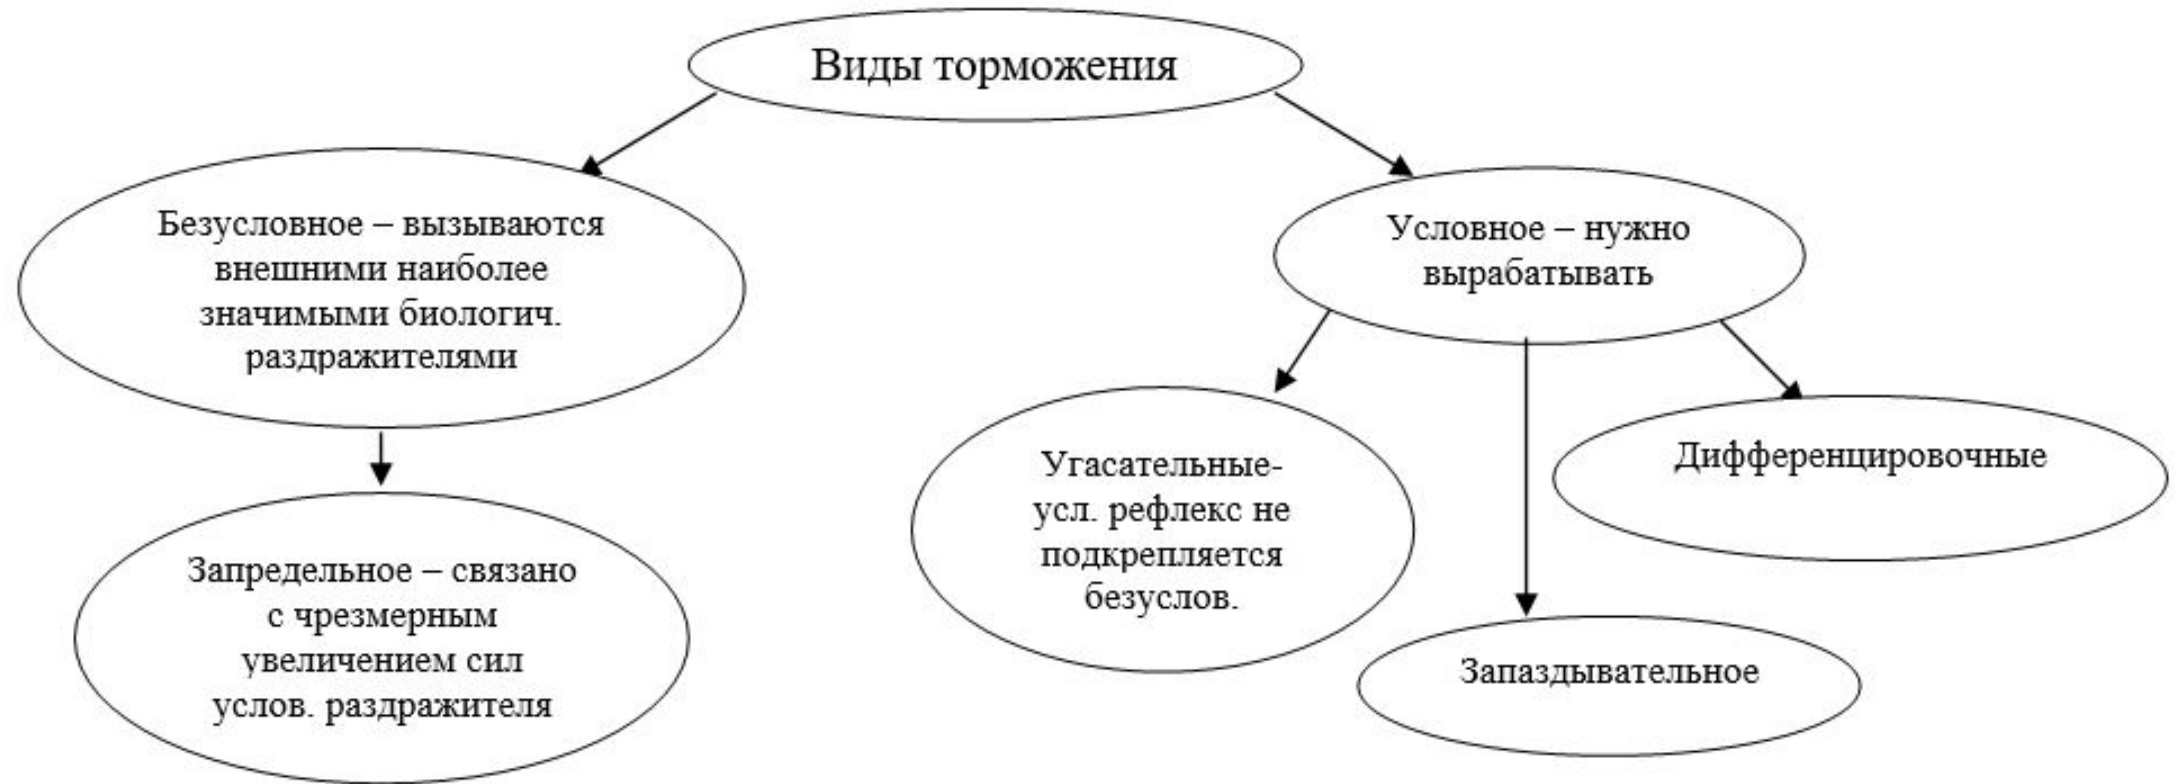 Виды торможения
Безусловное – вызываются
внешними наиболее
значимыми биологич.
раздражителями
Условное – нужно
вырабатывать
Угасательные-
усл. рефлекс не
подкрепляется
безуслов.
Дифференцировочные
Запредельное – связано
с чрезмерным
увеличением сил
услов. раздражителя
Запаздывательное